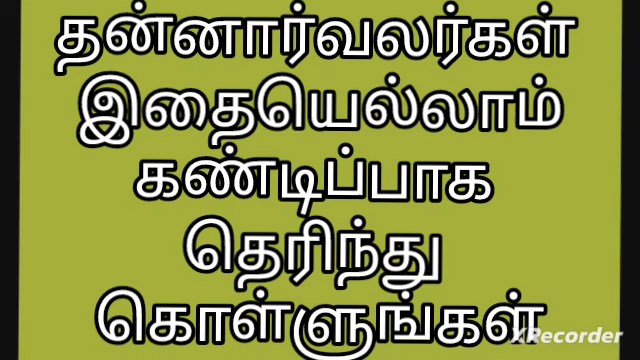 தன்னார்வலர்கள்
இதையெல்லாம்
கண்டிப்பாக
தெரிந்து
கொள்ளுங்கள்
XRecorder